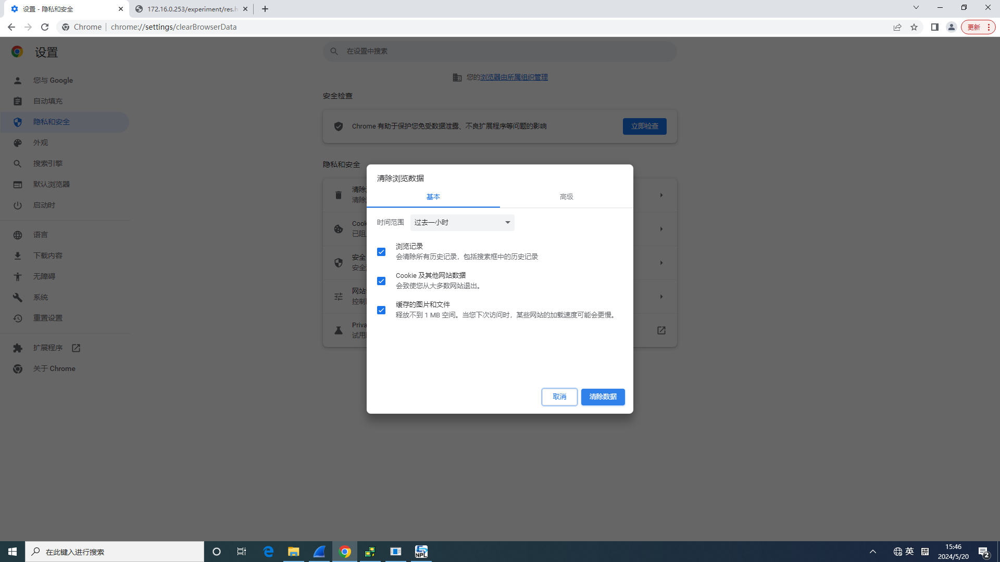 设置 - 隐私和安全
172.16.0.253/experiment/res.h
Chrome
chrome://settings/clearBrowserData
更新
设置
在设置中搜索
您的浏览器由所属组织管理
您与 Google
自动填充
隐私和安全
外观
搜索引擎
默认浏览器
启动时
语言
下载内容
无障碍
系统
重置设置
扩展程序
关于 Chrome
安全检查
Chrome 有助于保护您免受数据泄露、不良扩展程序等问题的影响
立即检查
隐私和安全
清除
清除
Cook
已阻
安全
安全
网站
控制
Priva
试用
清除浏览数据
基本
高级
时间范围
过去一小时
浏览记录
会清除所有历史记录，包括搜索框中的历史记录
Cookie 及其他网站数据
会致使您从大多数网站退出。
缓存的图片和文件
释放不到 1 MB 空间。当您下次访问时，某些网站的加载速度可能会更慢。
取消
清除数据
在此键入进行搜索
NPL
英
拼
15:46
2024/5/20
2